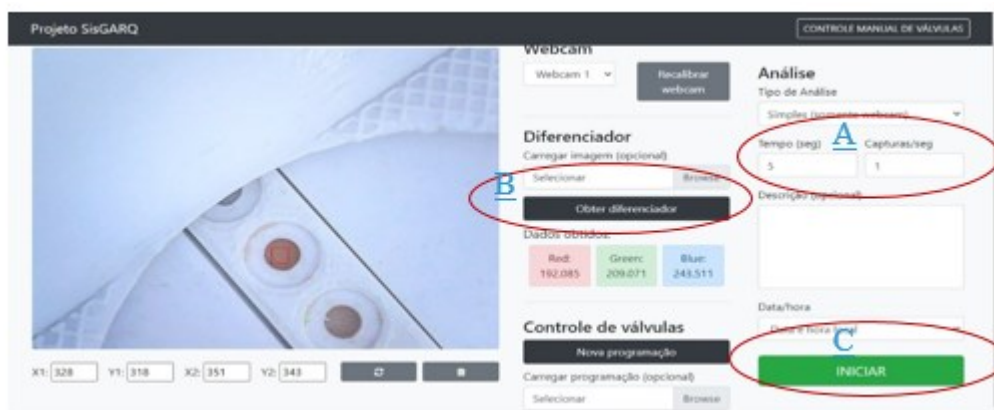 Projeto SisGARQ
CONTROLE MANUAL DE VÁLVULAS
Webcam
Webcam 1
Recalibrar
webcam
Diferenciador
Carregar imagem (opcional)
Selecionar
Browse
B
Obter diferenciador
Dados obtidos:
Red:
192.085
Green:
209.071
Blue:
243.511
Controle de válvulas
Nova programação
Carregar programação (opcional)
Selecionar
Browse
X1: 328
Y1: 318
X2: 351
Y2: 343
Análise
Tipo de Análise
Simples (somente webcam)
A
Tempo (seg)
Capturas/seg
5
1
Descrição (opcional)
Data/hora
Data e hora local
C
INICIAR